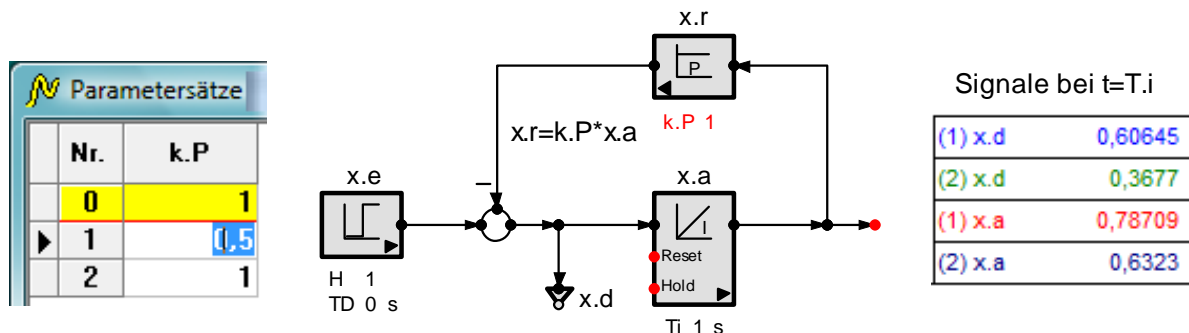 Parametersätze
Nr. k.P
0 1
1 0,5
2 1
x.r
P
k.P 1
x.r=k.P*x.a
x.e
–
x.a
I
Reset
Hold
H 1
TD 0 s
x.d
Ti 1 s
Signale bei t=T.i
(1) x.d 0,60645
(2) x.d 0,3677
(1) x.a 0,78709
(2) x.a 0,6323